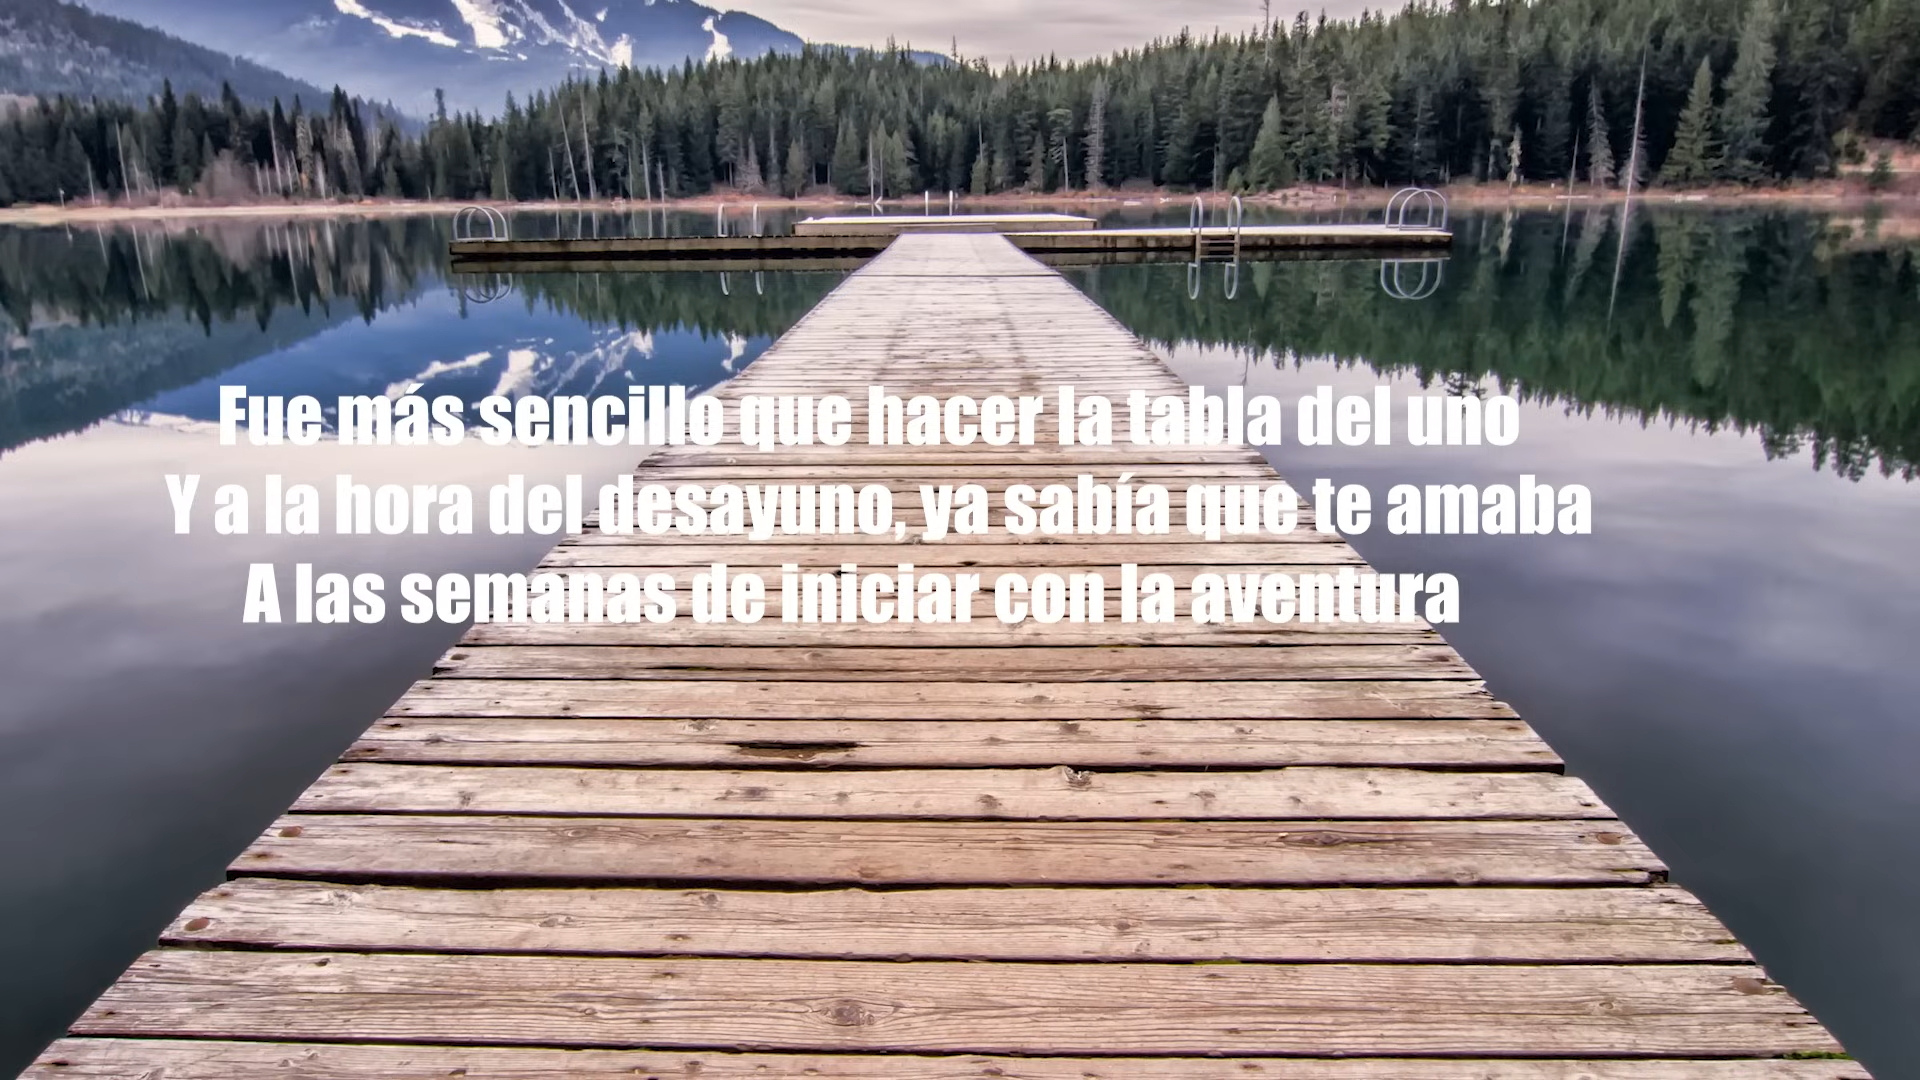 Fue más sencillo que hacer la tabla del uno
Y a la hora del desayuno, ya sabía que te amaba
A las semanas de iniciar con la aventura